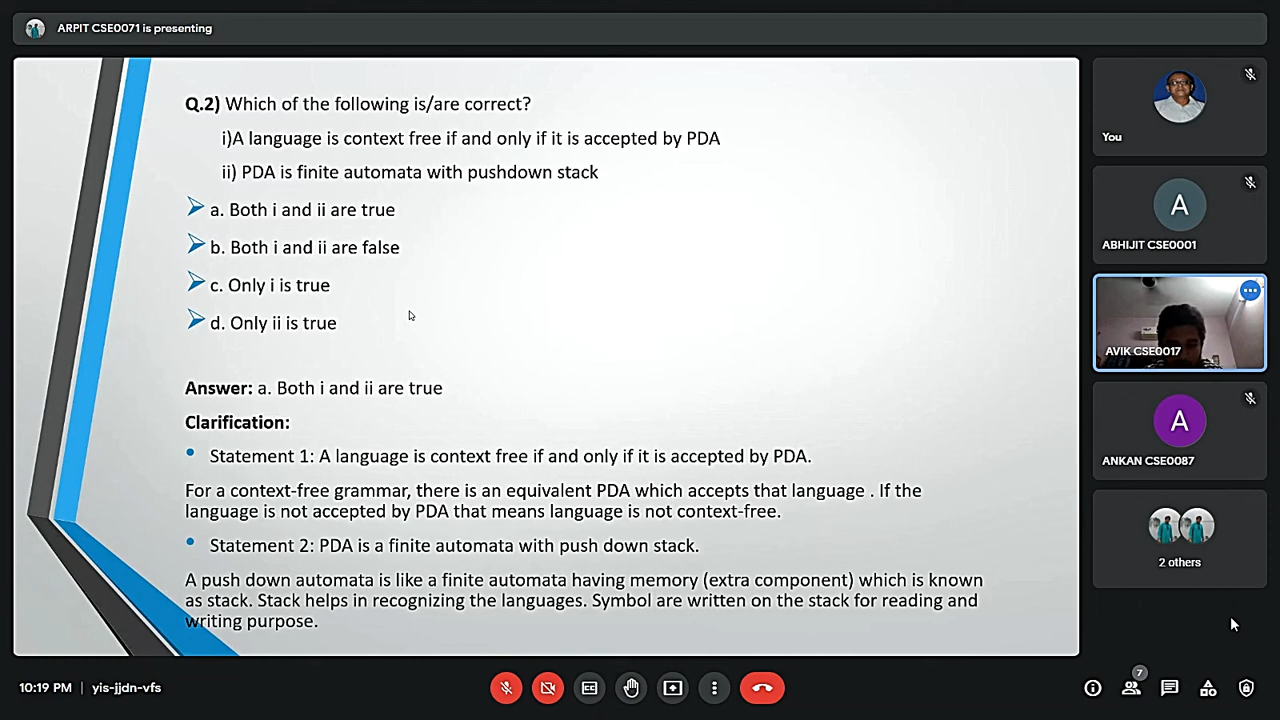 ARPIT CSE0071 is presenting
Q.2) Which of the following is/are correct?
i)A language is context free if and only if it is accepted by PDA
ii) PDA is finite automata with pushdown stack
a. Both i and ii are true
b. Both i and ii are false
c. Only i is true
d. Only ii is true
Answer: a. Both i and ii are true
Clarification:
• Statement 1: A language is context free if and only if it is accepted by PDA.
For a context-free grammar, there is an equivalent PDA which accepts that language . If the
language is not accepted by PDA that means language is not context-free.
• Statement 2: PDA is a finite automata with push down stack.
A push down automata is like a finite automata having memory (extra component) which is known
as stack. Stack helps in recognizing the languages. Symbol are written on the stack for reading and
writing purpose.
You
A
ABHIJIT CSE0001
AVIK CSE0017
A
ANKAN CSE0087
2 others
10:19 PM | yis-jjdn-vfs
7